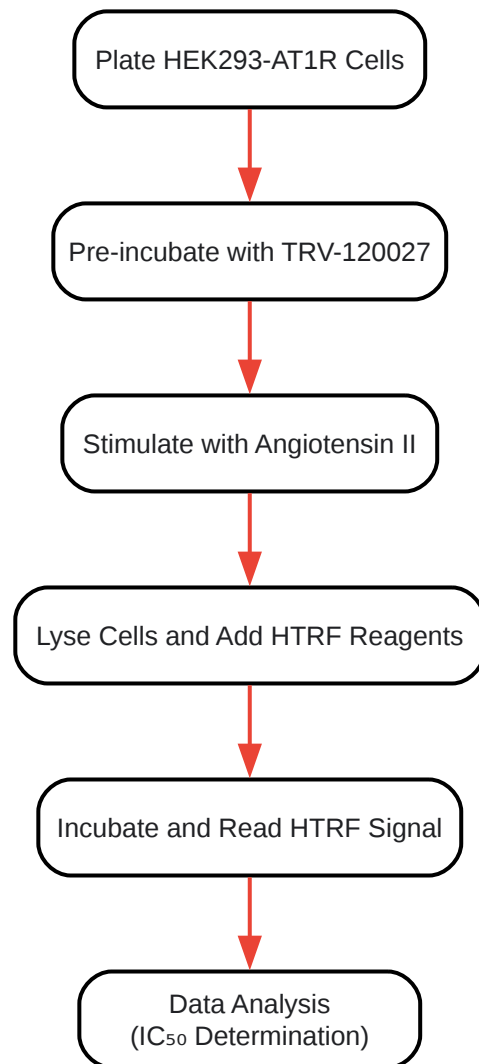 Plate HEK293-AT1R Cells
Pre-incubate with TRV-120027
Stimulate with Angiotensin II
Lyse Cells and Add HTRF Reagents
Incubate and Read HTRF Signal
Data Analysis
(IC₅₀ Determination)